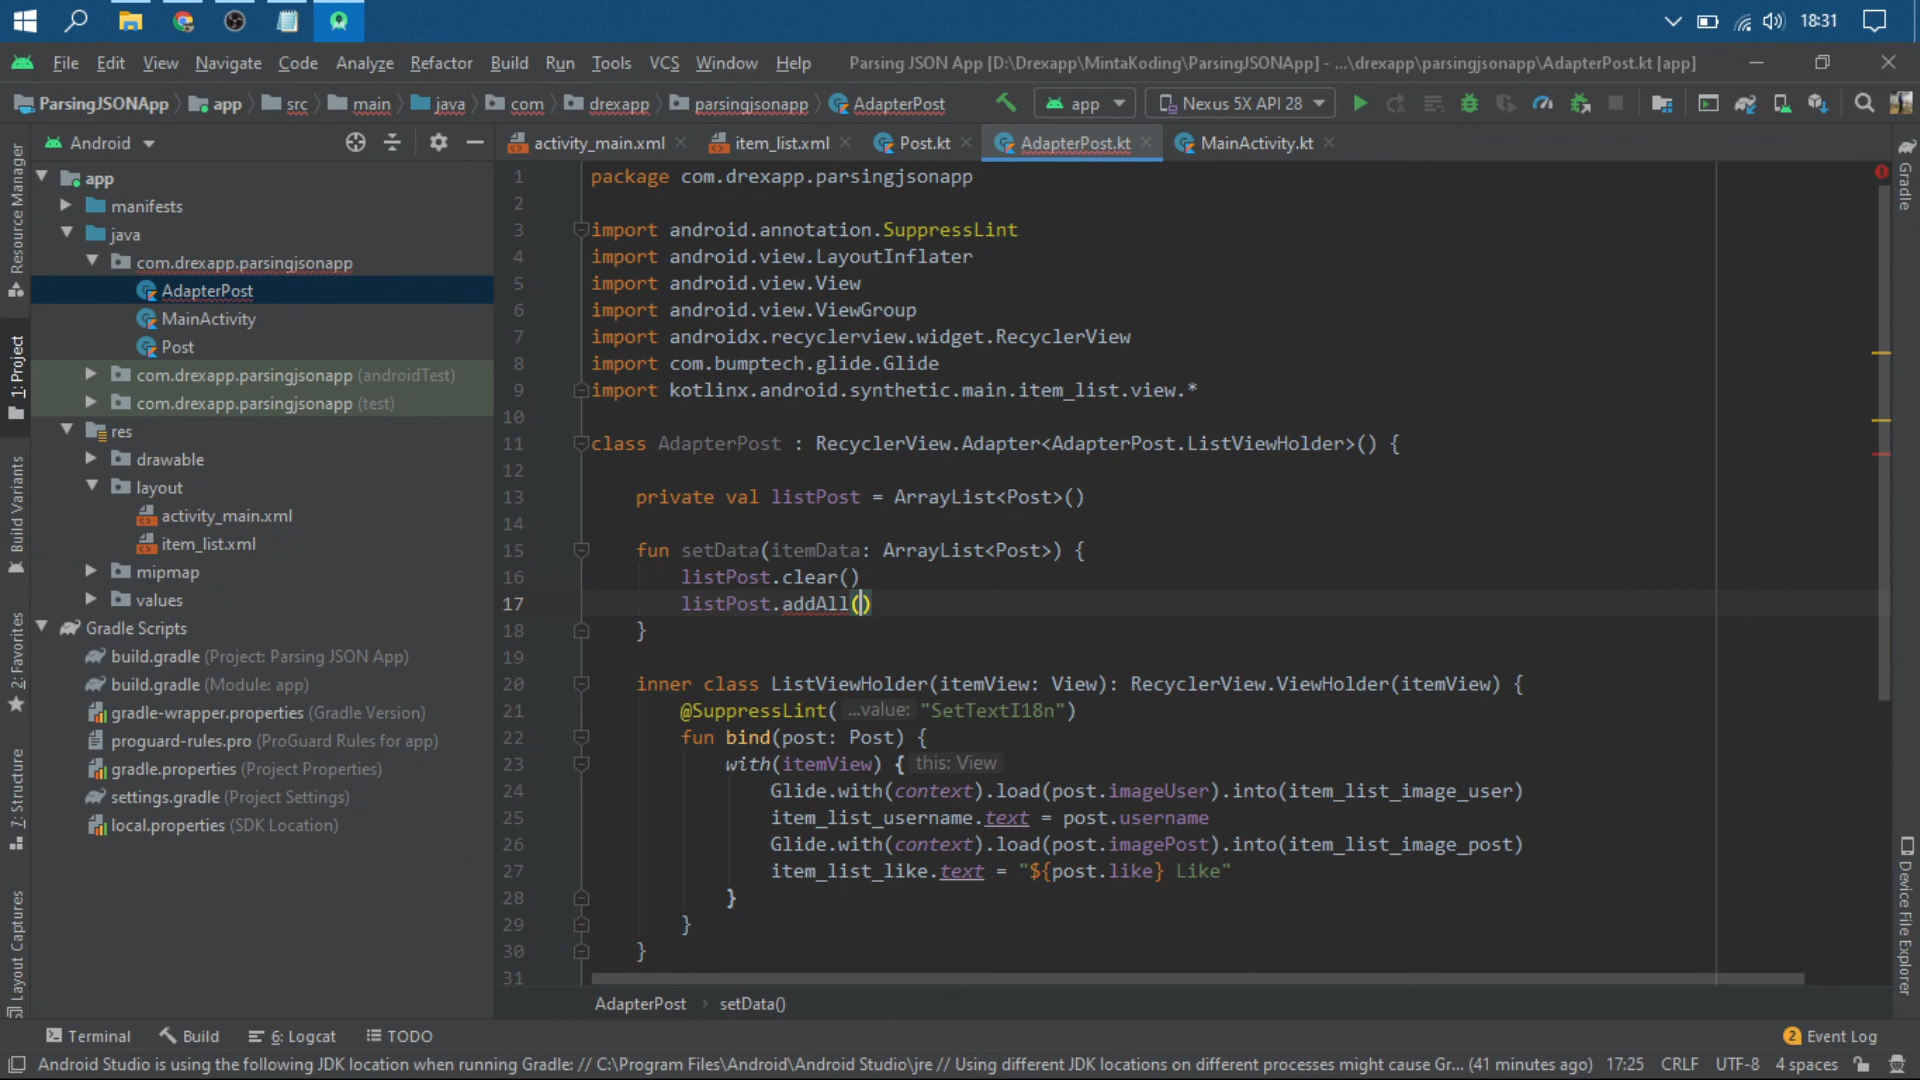 18:31
File Edit View Navigate Code Analyze Refactor Build Run Tools VCS Window Help Parsing JSON App [D:\Drexapp\MintaKoding\ParsingJSONApp] - ...\drexapp\parsingjsonapp\AdapterPost.kt [app]
ParsingJSONApp app src main java com drexapp parsingjsonapp AdapterPost app Nexus 5X API 28
Android
activity_main.xml item_list.xml Post.kt AdapterPost.kt MainActivity.kt
Resource Manager
1: Project
Build Variants
2: Favorites
7: Structure
Layout Captures
app
manifests
java
com.drexapp.parsingjsonapp
AdapterPost
MainActivity
Post
com.drexapp.parsingjsonapp (androidTest)
com.drexapp.parsingjsonapp (test)
res
drawable
layout
activity_main.xml
item_list.xml
mipmap
values
Gradle Scripts
build.gradle (Project: Parsing JSON App)
build.gradle (Module: app)
gradle-wrapper.properties (Gradle Version)
proguard-rules.pro (ProGuard Rules for app)
gradle.properties (Project Properties)
settings.gradle (Project Settings)
local.properties (SDK Location)
1 package com.drexapp.parsingjsonapp
2
3 import android.annotation.SuppressLint
4 import android.view.LayoutInflater
5 import android.view.View
6 import android.view.ViewGroup
7 import androidx.recyclerview.widget.RecyclerView
8 import com.bumptech.glide.Glide
9 import kotlinx.android.synthetic.main.item_list.view.*
10
11 class AdapterPost : RecyclerView.Adapter<AdapterPost.ListViewHolder>() {
12
13 private val listPost = ArrayList<Post>()
14
15 fun setData(itemData: ArrayList<Post>) {
16 listPost.clear()
17 listPost.addAll()
18 }
19
20 inner class ListViewHolder(itemView: View): RecyclerView.ViewHolder(itemView) {
21 @SuppressLint( ...value: "SetTextI18n")
22 fun bind(post: Post) {
23 with(itemView) { this: View
24 Glide.with(context).load(post.imageUser).into(item_list_image_user)
25 item_list_username.text = post.username
26 Glide.with(context).load(post.imagePost).into(item_list_image_post)
27 item_list_like.text = "${post.like} Like"
28 }
29 }
30 }
31
Gradle
Device File Explorer
AdapterPost setData()
Terminal Build 6: Logcat TODO 2 Event Log
Android Studio is using the following JDK location when running Gradle: // C:\Program Files\Android\Android Studio\jre // Using different JDK locations on different processes might cause Gr... (41 minutes ago) 17:25 CRLF UTF-8 4 spaces